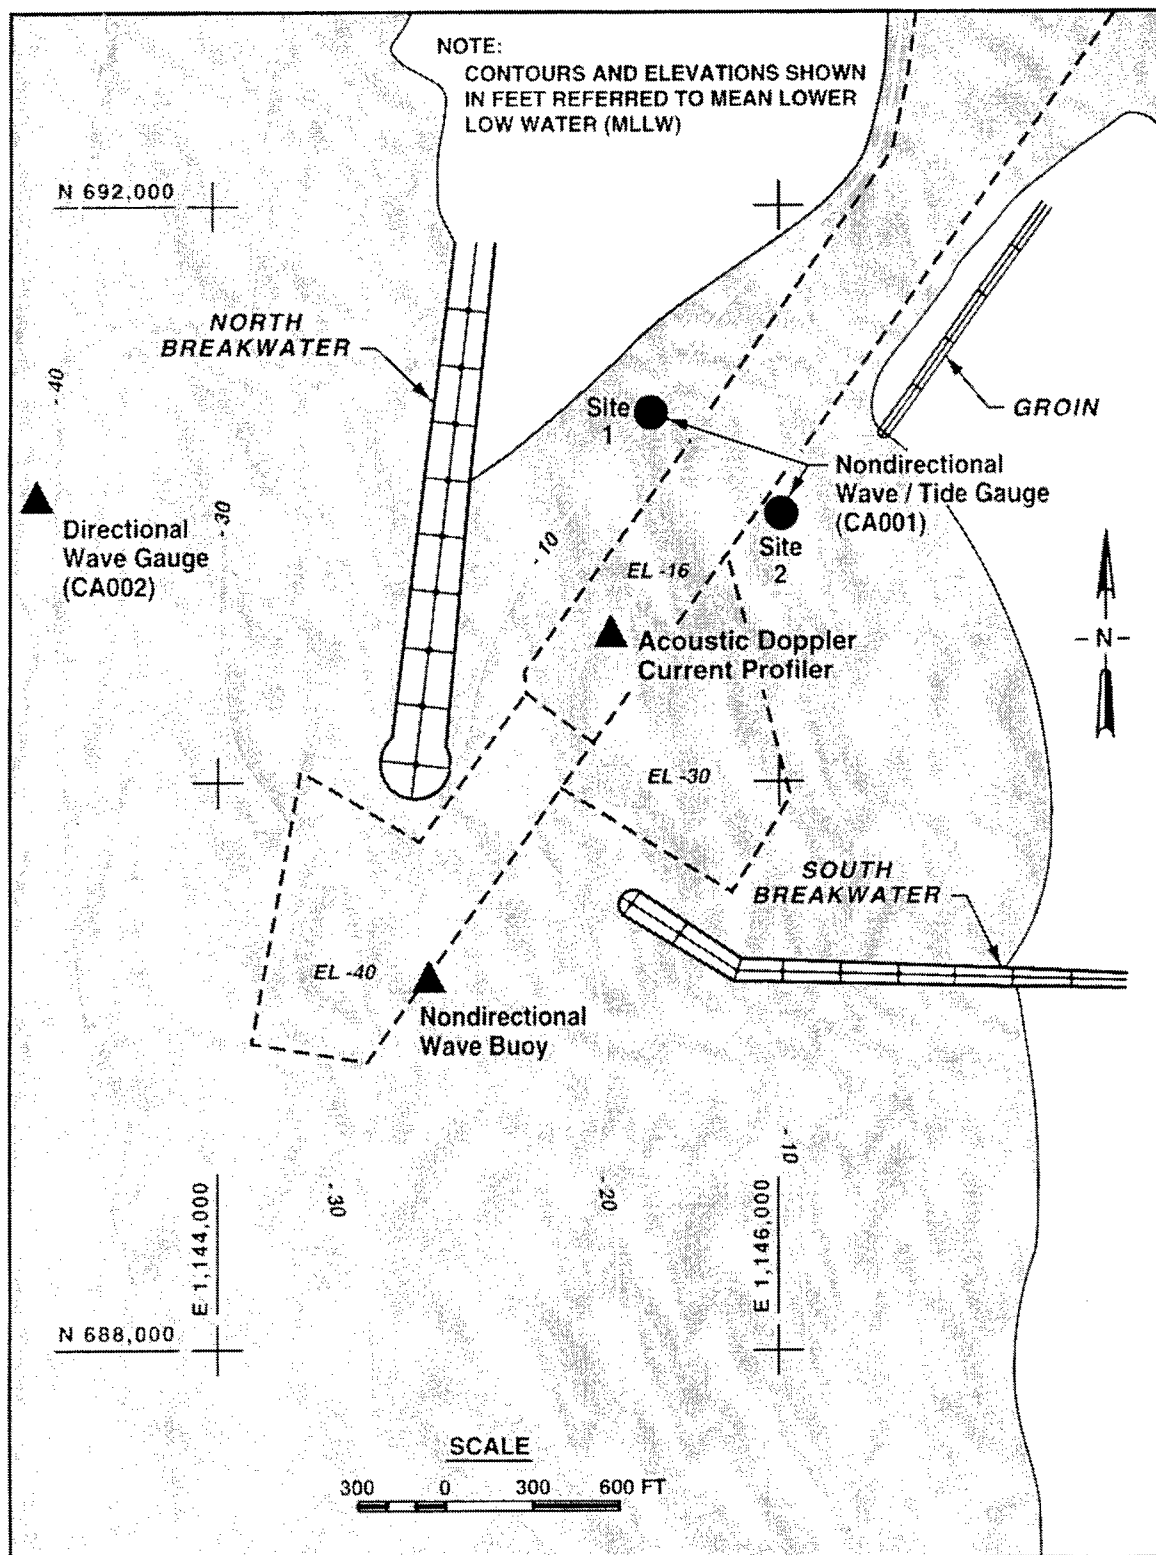 NOTE:
CONTOURS AND ELEVATIONS SHOWN
IN FEET REFERRED TO MEAN LOWER
LOW WATER (MLLW)
N 692,000
NORTH
BREAKWATER
- 40
Site
1
GROIN
Nondirectional
Wave / Tide Gauge
(CA001)
- 30
Directional
Wave Gauge
(CA002)
- 10
Site
2
EL -16
- N -
Acoustic Doppler
Current Profiler
EL -30
SOUTH
BREAKWATER
EL -40
Nondirectional
Wave Buoy
- 10
- 30
- 20
E 1,144,000
E 1,146,000
N 688,000
SCALE
300 0 300 600 FT